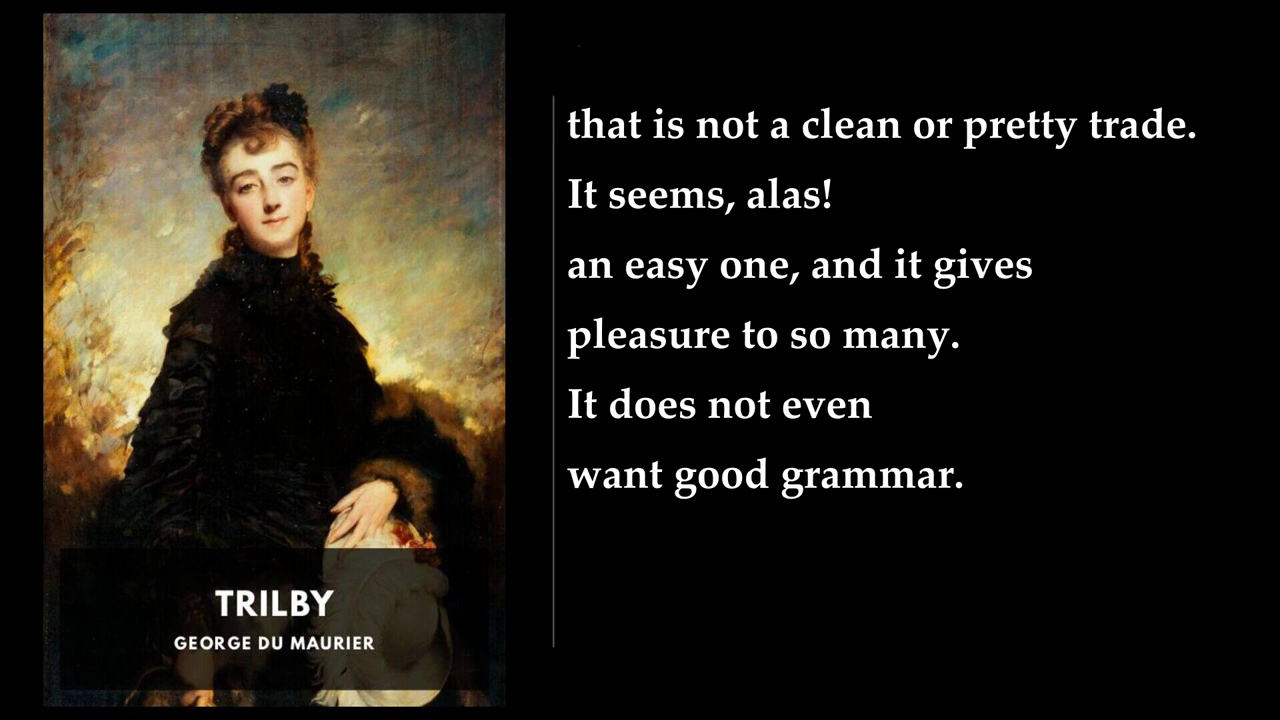 TRILBY
GEORGE DU MAURIER
that is not a clean or pretty trade.
It seems, alas!
an easy one, and it gives
pleasure to so many.
It does not even
want good grammar.